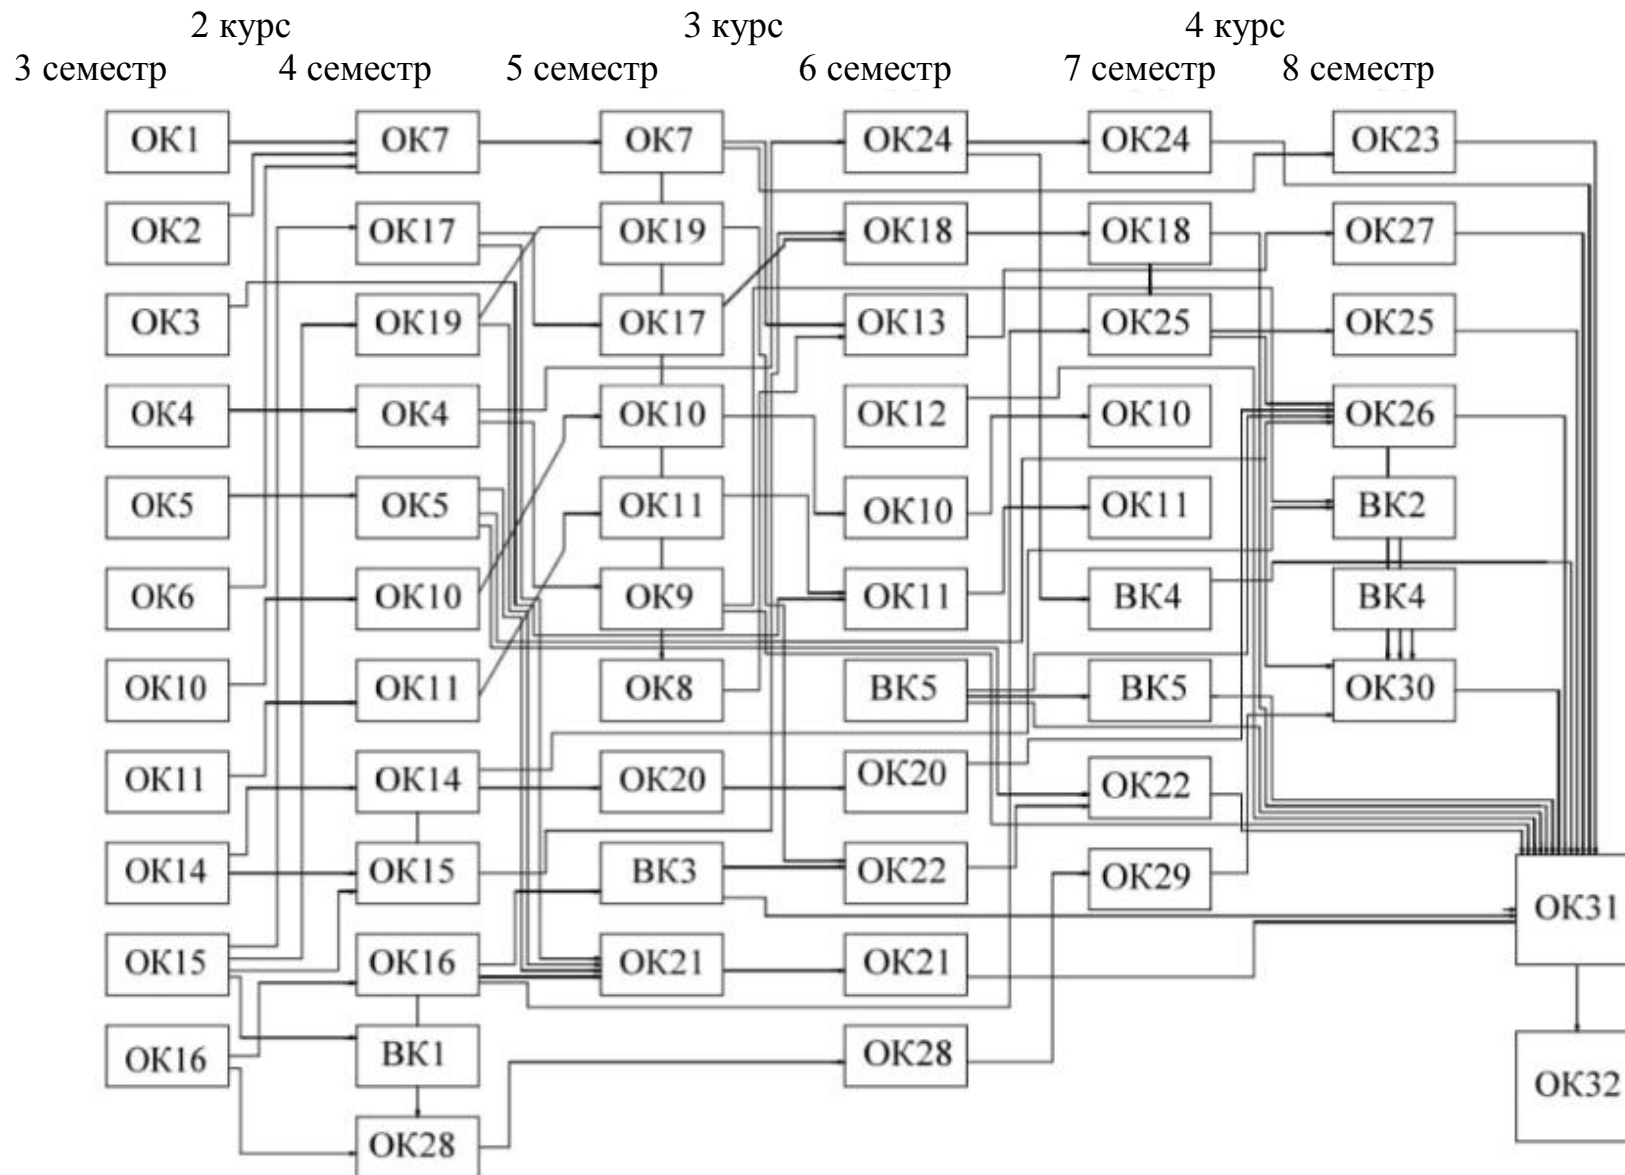 2 курс 3 курс 4 курс
3 семестр 4 семестр 5 семестр 6 семестр 7 семестр 8 семестр
ОК1 ОК7 ОК7 ОК24 ОК24 ОК23
ОК2 ОК17 ОК19 ОК18 ОК18 ОК27
ОК3 ОК19 ОК17 ОК13 ОК25 ОК25
ОК4 ОК4 ОК10 ОК12 ОК10 ОК26
ОК5 ОК5 ОК11 ОК10 ОК11 ВК2
ОК6 ОК10 ОК9 ОК11 ВК4 ВК4
ОК10 ОК11 ОК8 ВК5 ВК5 ОК30
ОК11 ОК14 ОК20 ОК20 ОК22
ОК14 ОК15 ВК3 ОК22 ОК29
ОК31
ОК15 ОК16 ОК21 ОК21
ОК16 ВК1 ОК28
ОК32
ОК28